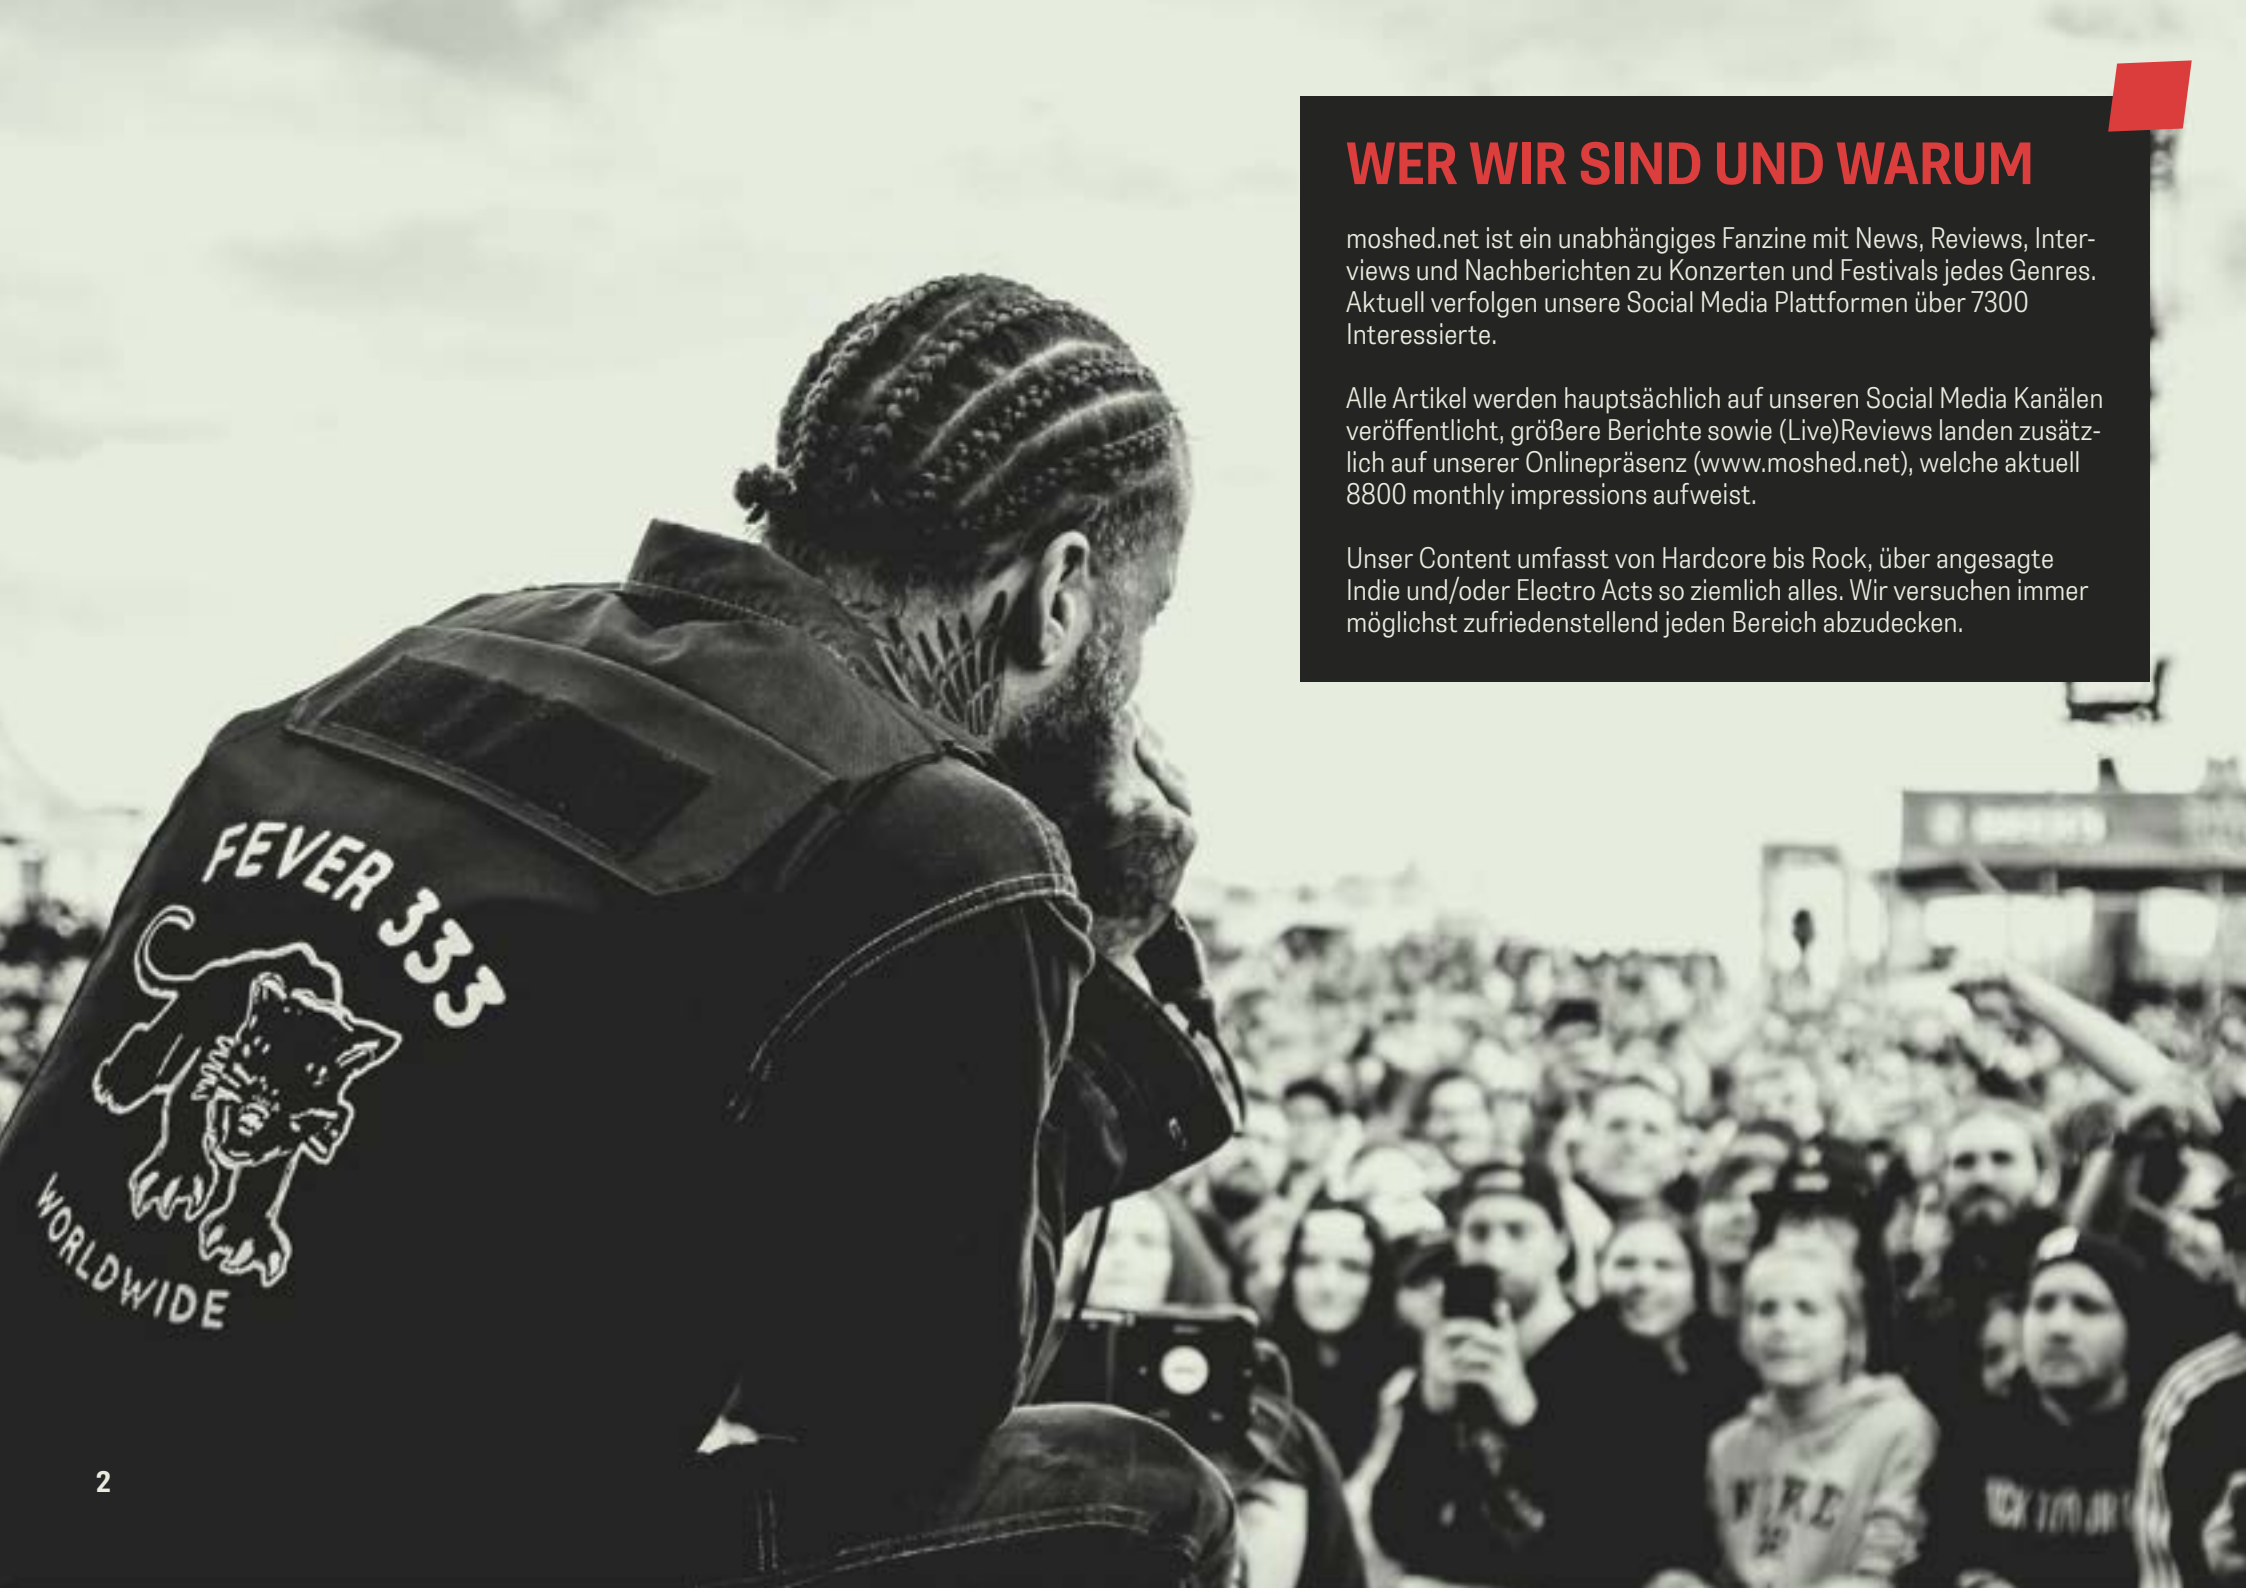 WER WIR SIND UND WARUM
moshed.net ist ein unabhängiges Fanzine mit News, Reviews, Inter-
views und Nachberichten zu Konzerten und Festivals jedes Genres.
Aktuell verfolgen unsere Social Media Plattformen über 7300
Interessierte.
Alle Artikel werden hauptsächlich auf unseren Social Media Kanälen
veröffentlicht, größere Berichte sowie (Live)Reviews landen zusätz-
lich auf unserer Onlinepräsenz (www.moshed.net), welche aktuell
8800 monthly impressions aufweist.
Unser Content umfasst von Hardcore bis Rock, über angesagte
Indie und/oder Electro Acts so ziemlich alles. Wir versuchen immer
möglichst zufriedenstellend jeden Bereich abzudecken.
FEVER 333
WORLDWIDE
2